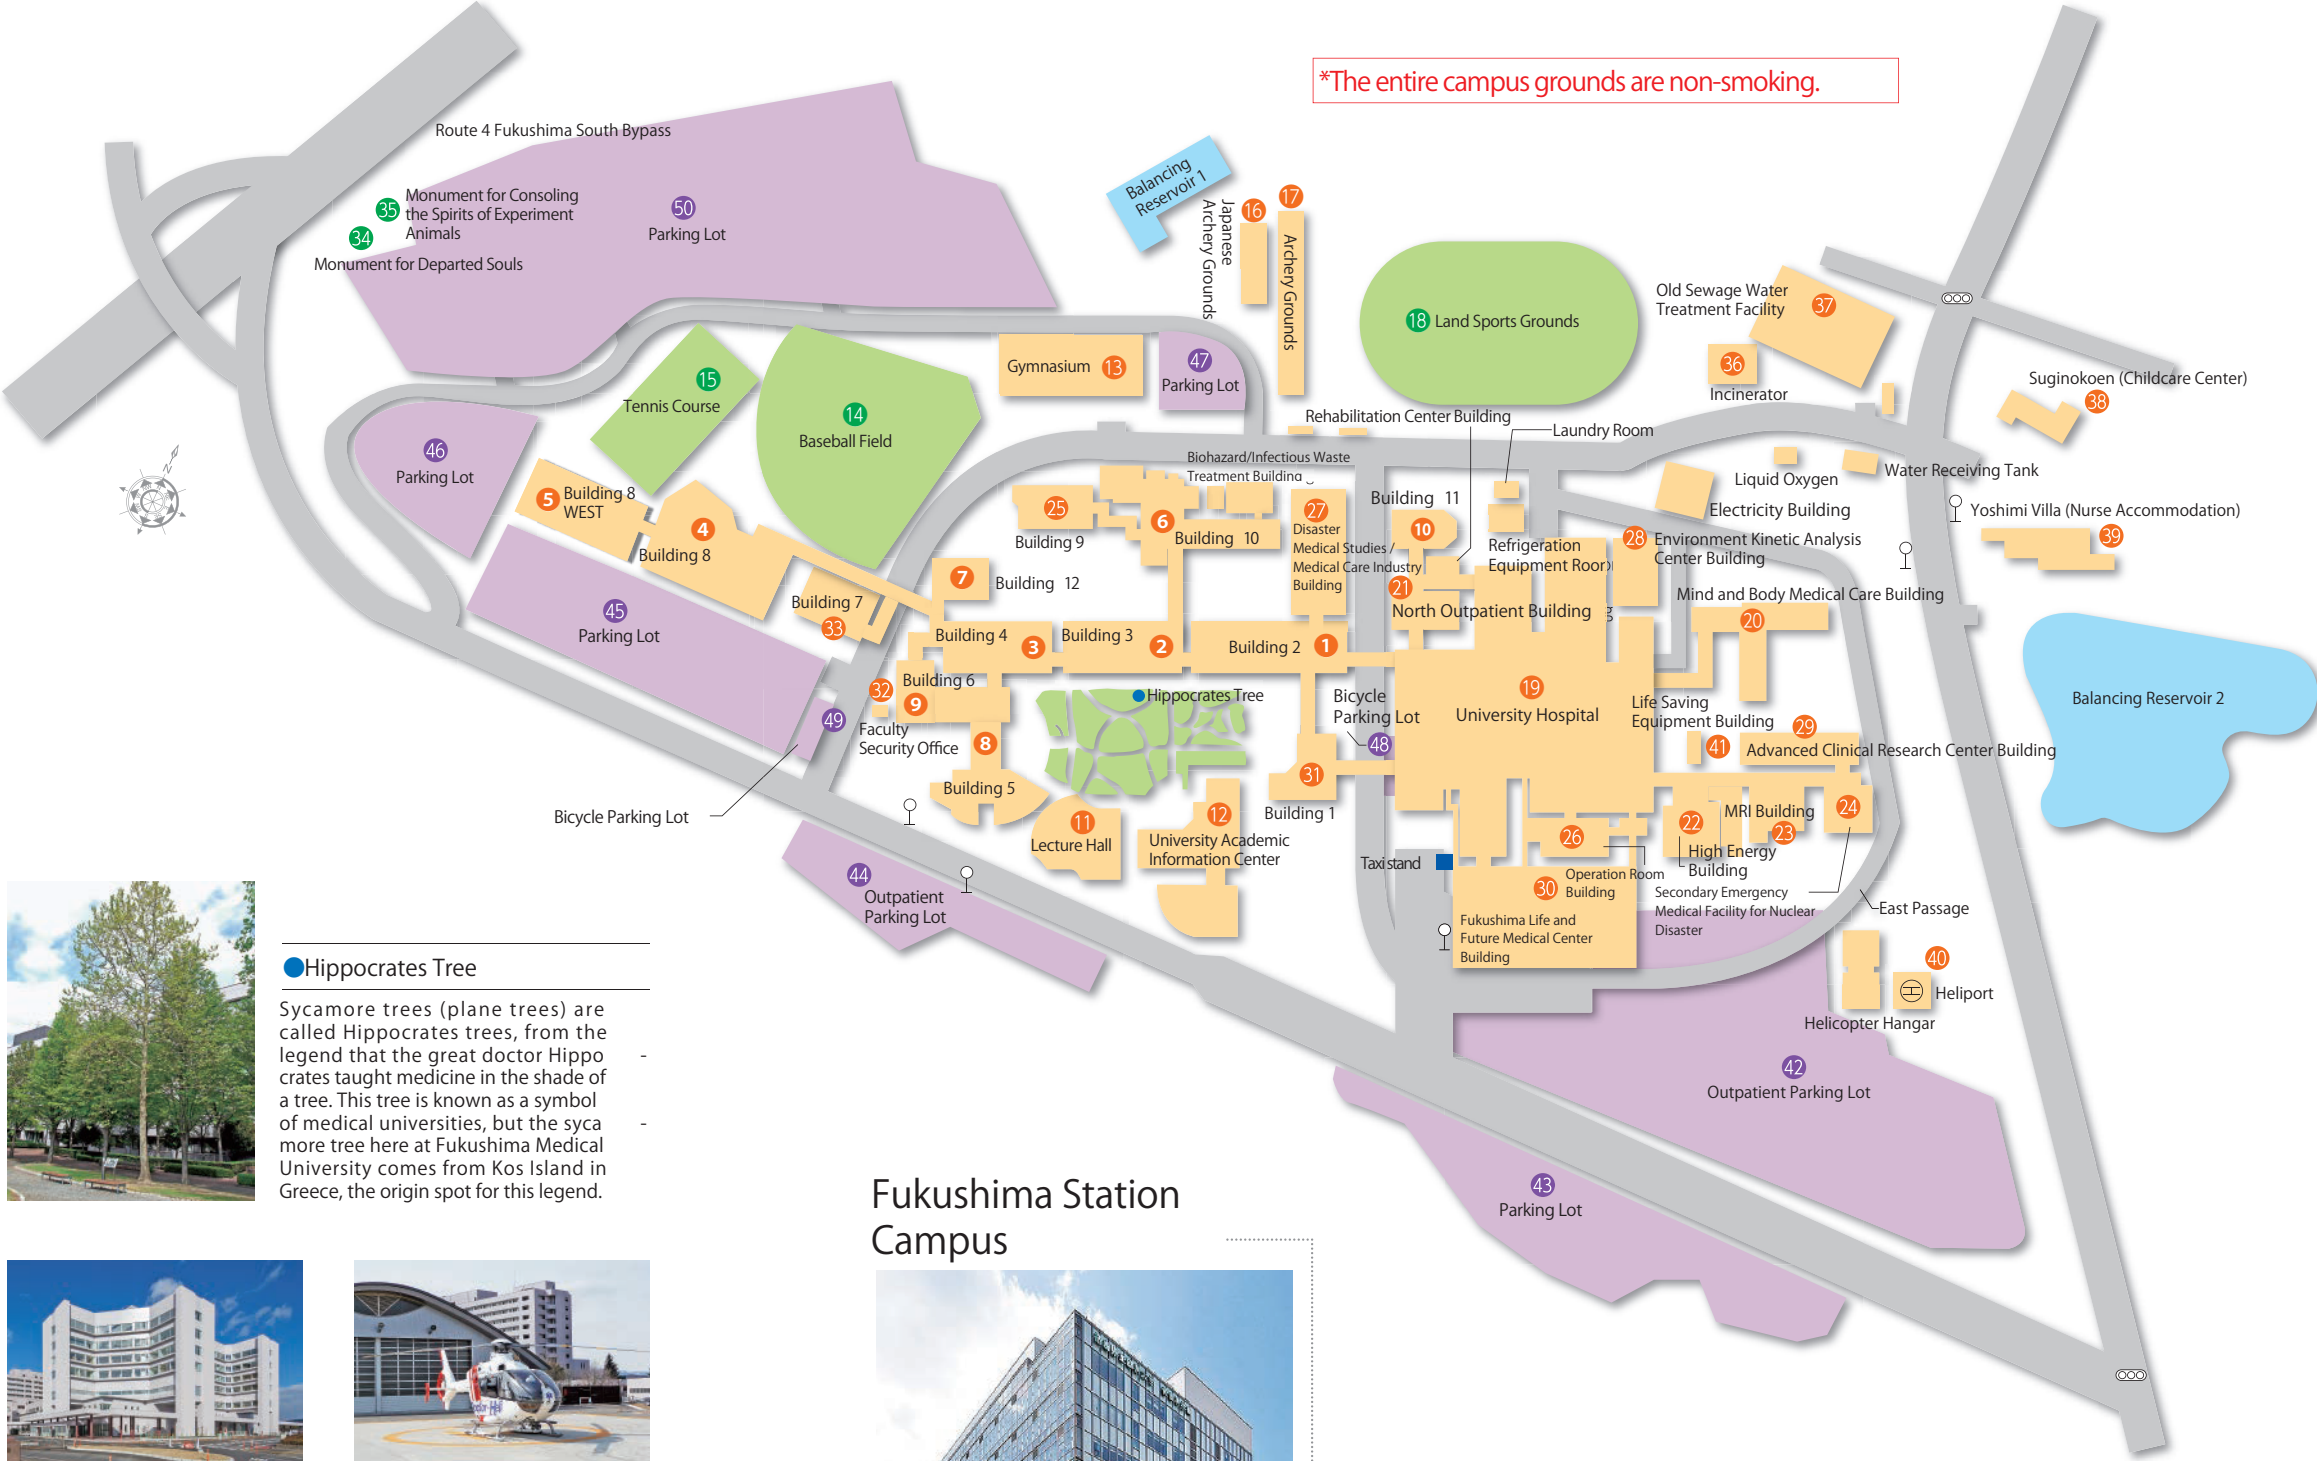 *The entire campus grounds are non-smoking.
Route 4 Fukushima South Bypass
35
Monument for Consoling
the Spirits of Experiment
Animals
34
Monument for Departed Souls
50
Parking Lot
Balancing
Reservoir 1
Japanese
Archery Grounds
16
17
Archery Grounds
18 Land Sports Grounds
Old Sewage Water
Treatment Facility
37
36
Incinerator
Suginokoen (Childcare Center)
38
Gymnasium 13
47
Parking Lot
15
Tennis Course
14
Baseball Field
46
Parking Lot
N
Rehabilitation Center Building
Laundry Room
Biohazard/Infectious Waste
Treatment Building
Liquid Oxygen
Water Receiving Tank
Electricity Building
Yoshimi Villa (Nurse Accommodation)
39
5 Building 8
WEST
4
Building 8
25
Building 9
6
Building 10
27
Disaster
Medical Studies /
Medical Care Industry
Building
Building 11
10
Refrigeration
Equipment Room
28 Environment Kinetic Analysis
Center Building
7
Building 12
Building 7
33
21
North Outpatient Building
Mind and Body Medical Care Building
20
45
Parking Lot
Building 4
3
Building 3
2
Building 2 1
Building 6
32
9
Faculty
Security Office
8
49
Hippocrates Tree
Bicycle
Parking Lot
48
19
University Hospital
Life Saving
Equipment Building
41
29
Advanced Clinical Research Center Building
Balancing Reservoir 2
Building 5
31
Building 1
Bicycle Parking Lot
11
Lecture Hall
12
University Academic
Information Center
MRI Building
24
22
23
High Energy
Building
26
Taxi stand
44
Outpatient
Parking Lot
30
Operation Room
Building
Secondary Emergency
Medical Facility for Nuclear
Disaster
East Passage
Fukushima Life and
Future Medical Center
Building
40
Heliport
Helicopter Hangar
42
Outpatient Parking Lot
43
Parking Lot
Hippocrates Tree
Sycamore trees (plane trees) are
called Hippocrates trees, from the
legend that the great doctor Hippo -
crates taught medicine in the shade of
a tree. This tree is known as a symbol
of medical universities, but the syca -
more tree here at Fukushima Medical
University comes from Kos Island in
Greece, the origin spot for this legend.
Fukushima Station
Campus